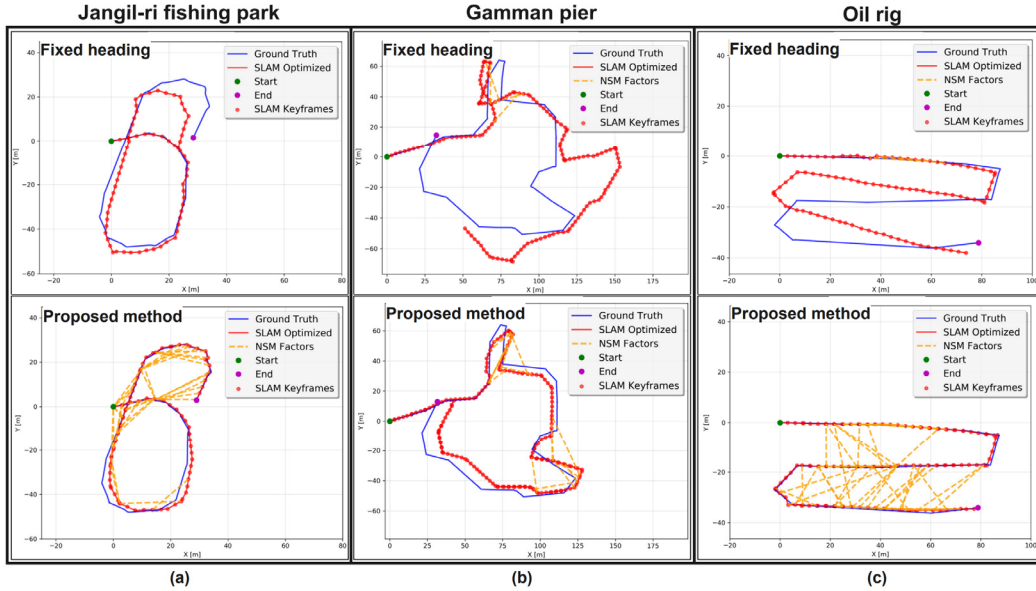 Jangil-ri fishing park
Gamman pier
Oil rig
Fixed heading
Ground Truth
SLAM Optimized
Start
End
SLAM Keyframes
40
20
0
−20
−40
−60
Y [m]
−20
0
20
40
60
80
X [m]
Fixed heading
Ground Truth
SLAM Optimized
NSM Factors
Start
End
SLAM Keyframes
60
40
20
0
−20
−40
−60
Y [m]
0
25
50
75
100
125
150
175
X [m]
Fixed heading
Ground Truth
SLAM Optimized
NSM Factors
Start
End
SLAM Keyframes
40
20
0
−20
−40
Y [m]
−20
0
20
40
60
80
100
X [m]
Proposed method
Ground Truth
SLAM Optimized
NSM Factors
Start
End
SLAM Keyframes
40
20
0
−20
−40
−60
Y [m]
−20
0
20
40
60
80
X [m]
Proposed method
Ground Truth
SLAM Optimized
NSM Factors
Start
End
SLAM Keyframes
60
40
20
0
−20
−40
−60
Y [m]
0
25
50
75
100
125
150
175
X [m]
Proposed method
Ground Truth
SLAM Optimized
NSM Factors
Start
End
SLAM Keyframes
40
20
0
−20
−40
Y [m]
−20
0
20
40
60
80
100
X [m]
(a)
(b)
(c)